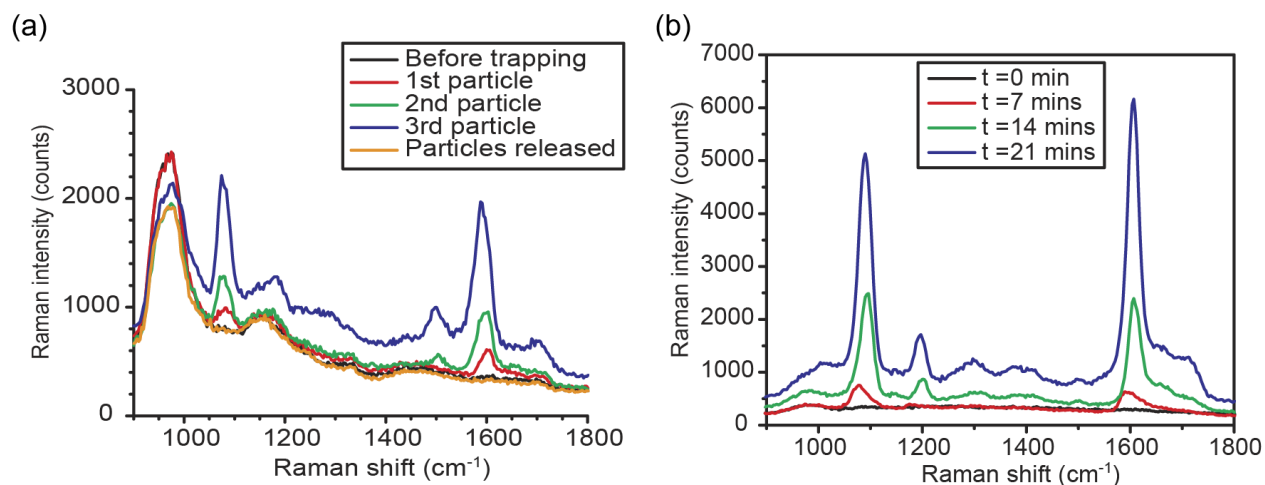 (a)
Before trapping
1st particle
2nd particle
3rd particle
Particles released
3000
2000
1000
0
Raman intensity (counts)
1000 1200 1400 1600 1800
Raman shift (cm⁻¹)
(b)
t =0 min
t =7 mins
t =14 mins
t =21 mins
7000
6000
5000
4000
3000
2000
1000
0
Raman intensity (counts)
1000 1200 1400 1600 1800
Raman shift (cm⁻¹)